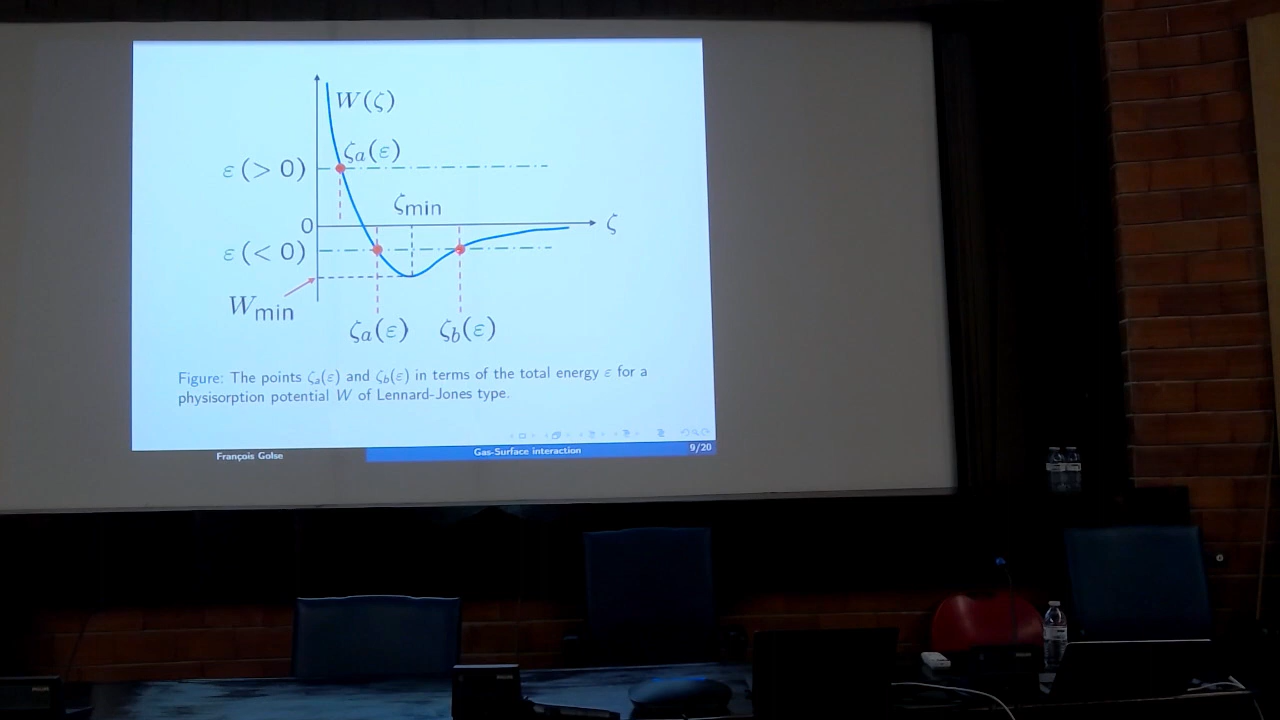 W(ζ)
ε (> 0)
ζa(ε)
ζmin
0
ζ
ε (< 0)
Wmin
ζa(ε)
ζb(ε)
Figure: The points ζa(ε) and ζb(ε) in terms of the total energy ε for a
physisorption potential W of Lennard-Jones type.
François Golse
Gas-Surface interaction
9/20